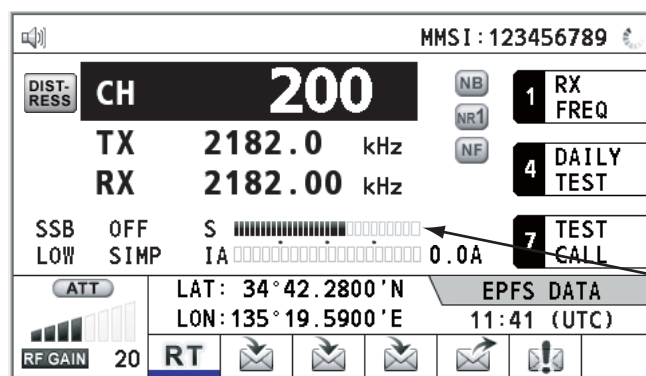 MMSI:123456789
DIST-
RESS
CH 200
NB
NR1
NF
1 RX
FREQ
TX 2182.0 kHz
RX 2182.00 kHz
4 DAILY
TEST
SSB OFF S
LOW SIMP IA 0.0A
7 TEST
CALL
ATT
LAT: 34°42.2800'N
EPFS DATA
LON:135°19.5900'E
11:41 (UTC)
RF GAIN 20
RT